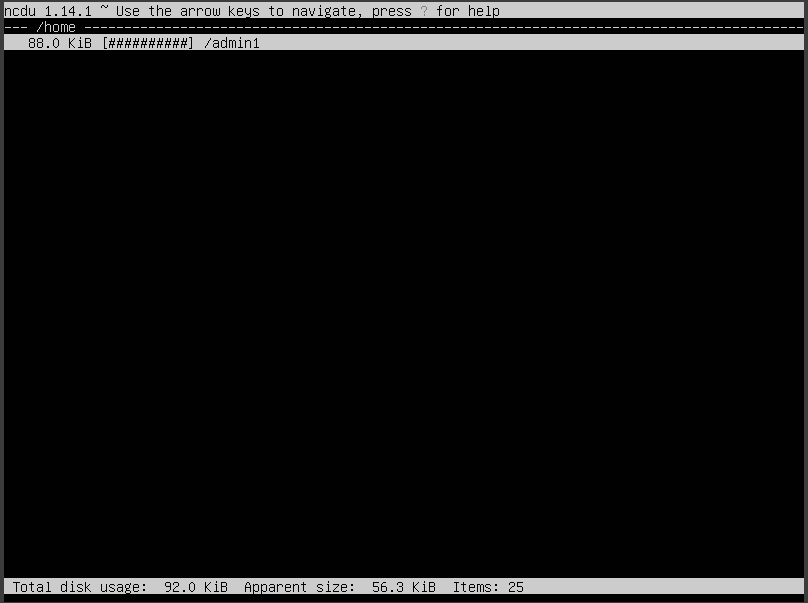 ncdu 1.14.1 ~ Use the arrow keys to navigate, press ? for help
--- /home ------------------------------------------------------------------------------------------
   88.0 KiB [##########] /admin1
 Total disk usage:  92.0 KiB  Apparent size:  56.3 KiB  Items: 25